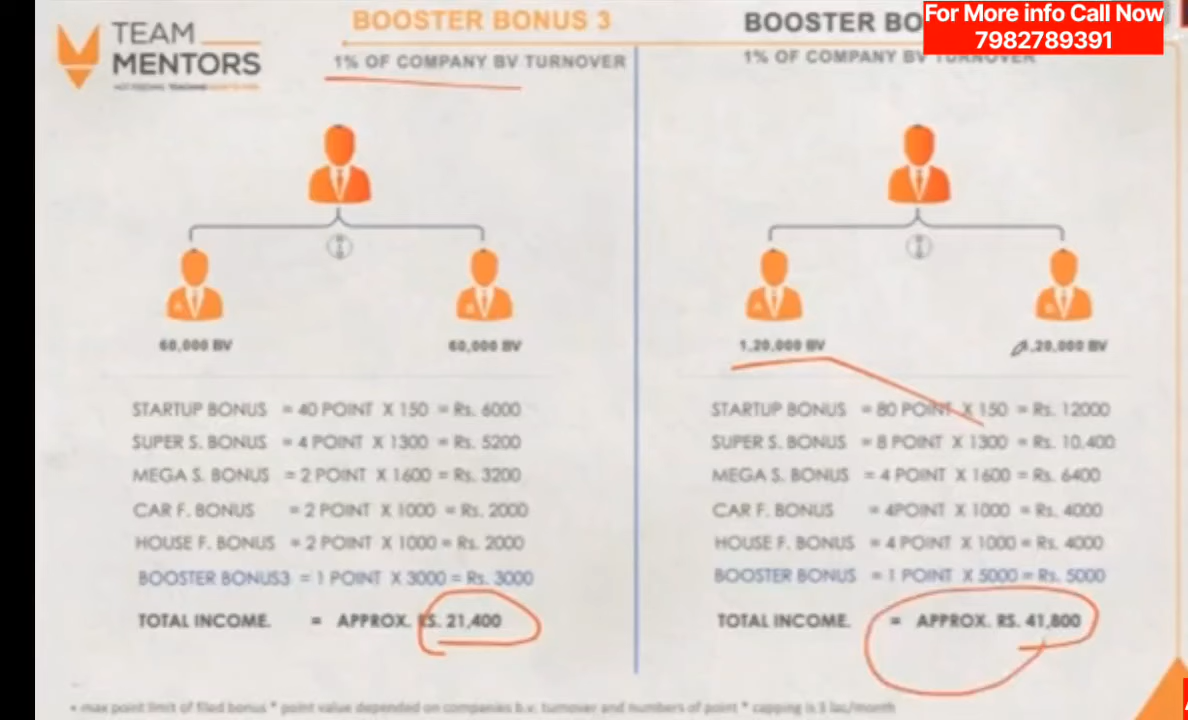 TEAM
MENTORS
BOOSTER BONUS 3
1% OF COMPANY BV TURNOVER
60,000 BV
60,000 BV
STARTUP BONUS = 40 POINT X 150 = Rs. 6000
SUPER S. BONUS = 4 POINT X 1300 = Rs. 5200
MEGA S. BONUS = 2 POINT X 1600 = Rs. 3200
CAR F. BONUS = 2 POINT X 1000 = Rs. 2000
HOUSE F. BONUS = 2 POINT X 1000 = Rs. 2000
BOOSTER BONUS3 = 1 POINT X 3000 = Rs. 3000
TOTAL INCOME. = APPROX. RS. 21,400
BOOSTER BO
For More info Call Now
7982789391
1% OF COMPANY BV TURNOVER
1,20,000 BV
,20,000 BV
STARTUP BONUS = 80 POINT X 150 = Rs. 12000
SUPER S. BONUS = 8 POINT X 1300 = Rs. 10,400
MEGA S. BONUS = 4 POINT X 1600 = Rs. 6400
CAR F. BONUS = 4POINT X 1000 = Rs. 4000
HOUSE F. BONUS = 4 POINT X 1000 = Rs. 4000
BOOSTER BONUS = 1 POINT X 5000 = Rs. 5000
TOTAL INCOME. = APPROX. RS. 41,800
* max point limit of filed bonus * point value depended on companies b.v. turnover and numbers of point * capping is 3 lac/month